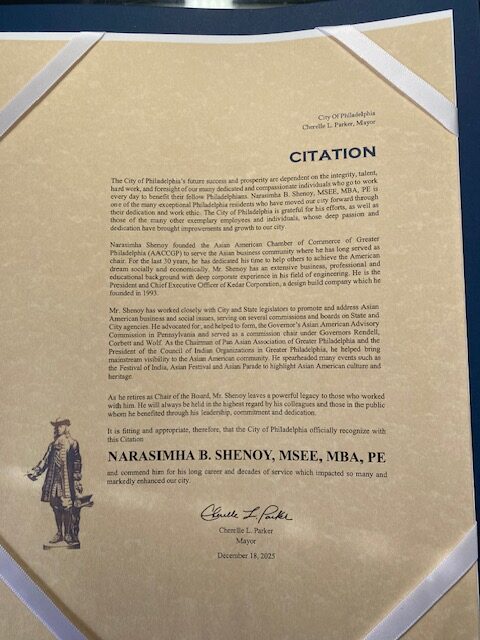 City Of Philadelphia
Cherelle L. Parker, Mayor
CITATION
The City of Philadelphia's future success and prosperity are dependent on the integrity, talent,
hard work, and foresight of our many dedicated and compassionate individuals who go to work
every day to benefit their fellow Philadelphians. Narasimha B. Shenoy, MSEE, MBA, PE is
one of the many exceptional Philadelphia residents who have moved our city forward through
their dedication and work ethic. The City of Philadelphia is grateful for his efforts, as well as
those of the many other exemplary employees and individuals, whose deep passion and
dedication have brought improvements and growth to our city.
Narasimha Shenoy founded the Asian American Chamber of Commerce of Greater
Philadelphia (AACCGP) to serve the Asian business community where he has long served as
chair. For the last 30 years, he has dedicated his time to help others to achieve the American
dream socially and economically. Mr. Shenoy has an extensive business, professional and
educational background with deep corporate experience in his field of engineering. He is the
President and Chief Executive Officer of Kedar Corporation, a design build company which he
founded in 1993.
Mr. Shenoy has worked closely with City and State legislators to promote and address Asian
American business and social issues, serving on several commissions and boards on State and
City agencies. He advocated for, and helped to form, the Governor's Asian American Advisory
Commission in Pennsylvania and served as a commission chair under Governors Rendell,
Corbett and Wolf. As the Chairman of Pan Asian Association of Greater Philadelphia and the
President of the Council of Indian Organizations in Greater Philadelphia, he helped bring
mainstream visibility to the Asian American community. He spearheaded many events such as
the Festival of India, Asian Festival and Asian Parade to highlight Asian American culture and
heritage.
As he retires as Chair of the Board, Mr. Shenoy leaves a powerful legacy to those who worked
with him. He will always be held in the highest regard by his colleagues and those in the public
whom he benefited through his leadership, commitment and dedication.
It is fitting and appropriate, therefore, that the City of Philadelphia officially recognize with
this Citation
NARASIMHA B. SHENOY, MSEE, MBA, PE
and commend him for his long career and decades of service which impacted so many and
markedly enhanced our city.
Cherelle L. Parker
Cherelle L. Parker
Mayor
December 18, 2025